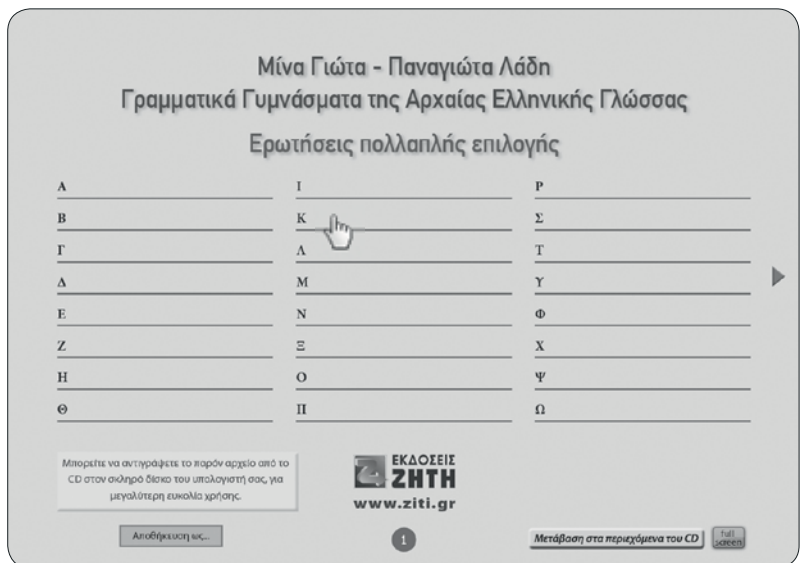 Μίνα Γιώτα - Παναγιώτα Λάδη
Γραμματικά Γυμνάσματα της Αρχαίας Ελληνικής Γλώσσας
Ερωτήσεις πολλαπλής επιλογής
Α
Β
Γ
Δ
Ε
Ζ
Η
Θ
Ι
Κ
Λ
Μ
Ν
Ξ
Ο
Π
Ρ
Σ
Τ
Υ
Φ
Χ
Ψ
Ω
Μπορείτε να αντιγράψετε το παρόν αρχείο από το
CD στον σκληρό δίσκο του υπολογιστή σας, για
μεγαλύτερη ευκολία χρήσης.
Αποθήκευση ως...
ΕΚΔΟΣΕΙΣ
ΖΗΤΗ
www.ziti.gr
1
Μετάβαση στα περιεχόμενα του CD
full
screen